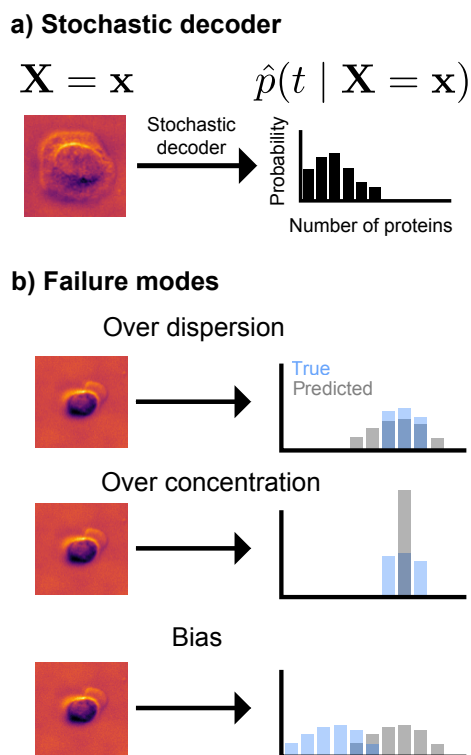 a) Stochastic decoder
X = x
p̂(t | X = x)
Stochastic
decoder
Probability
Number of proteins
b) Failure modes
Over dispersion
True
Predicted
Over concentration
Bias